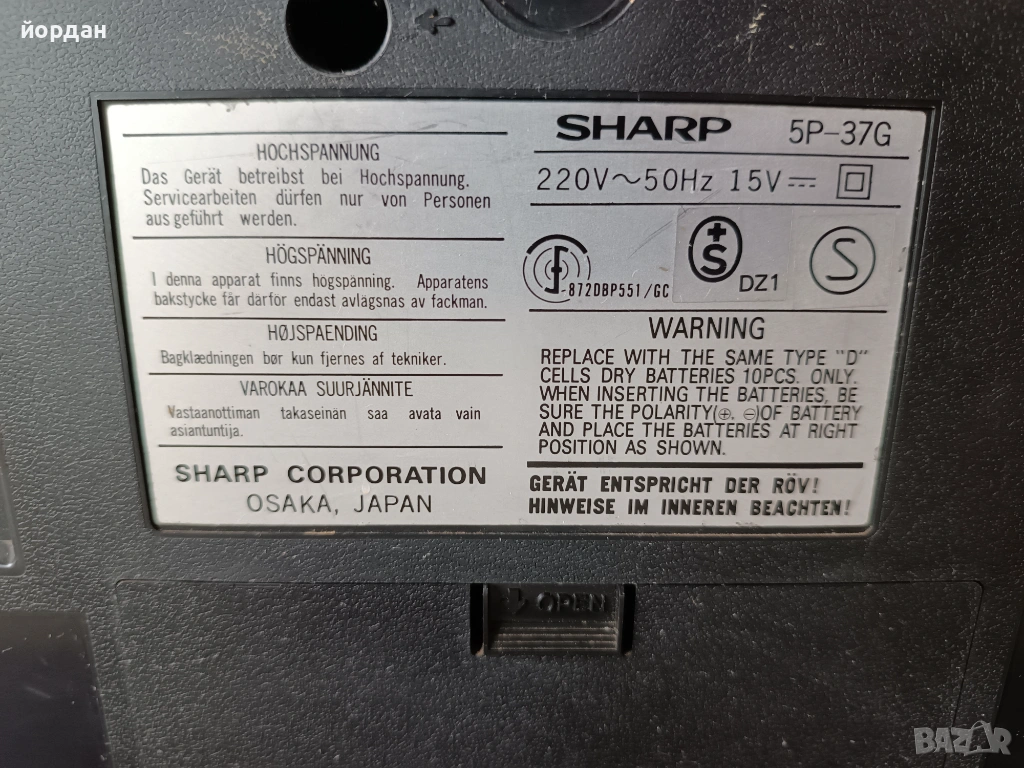 йордан
HOCHSPANNUNG
Das Gerät betreibst bei Hochspannung.
Servicearbeiten dürfen nur von Personen
ausgeführt werden.
HÖGSPÄNNING
I denna apparat finns högspänning. Apparatens
bakstycke fär darför endast avlägsnas av fackman.
HØJSPAENDING
Bagklædningen bør kun fjernes af tekniker.
VAROKAA SUURJÄNNITE
Vastaanottiman takaseinän saa avata vain
asiantuntija.
SHARP CORPORATION
OSAKA, JAPAN
SHARP 5P-37G
220V～50Hz 15V⎓
872DBP551/GC
+S
DZ1
S
WARNING
REPLACE WITH THE SAME TYPE "D"
CELLS DRY BATTERIES 10PCS. ONLY.
WHEN INSERTING THE BATTERIES, BE
SURE THE POLARITY(⊕. ⊖)OF BATTERY
AND PLACE THE BATTERIES AT RIGHT
POSITION AS SHOWN.
GERÄT ENTSPRICHT DER RÖV!
HINWEISE IM INNEREN BEACHTEN!
OPEN
BAZAR